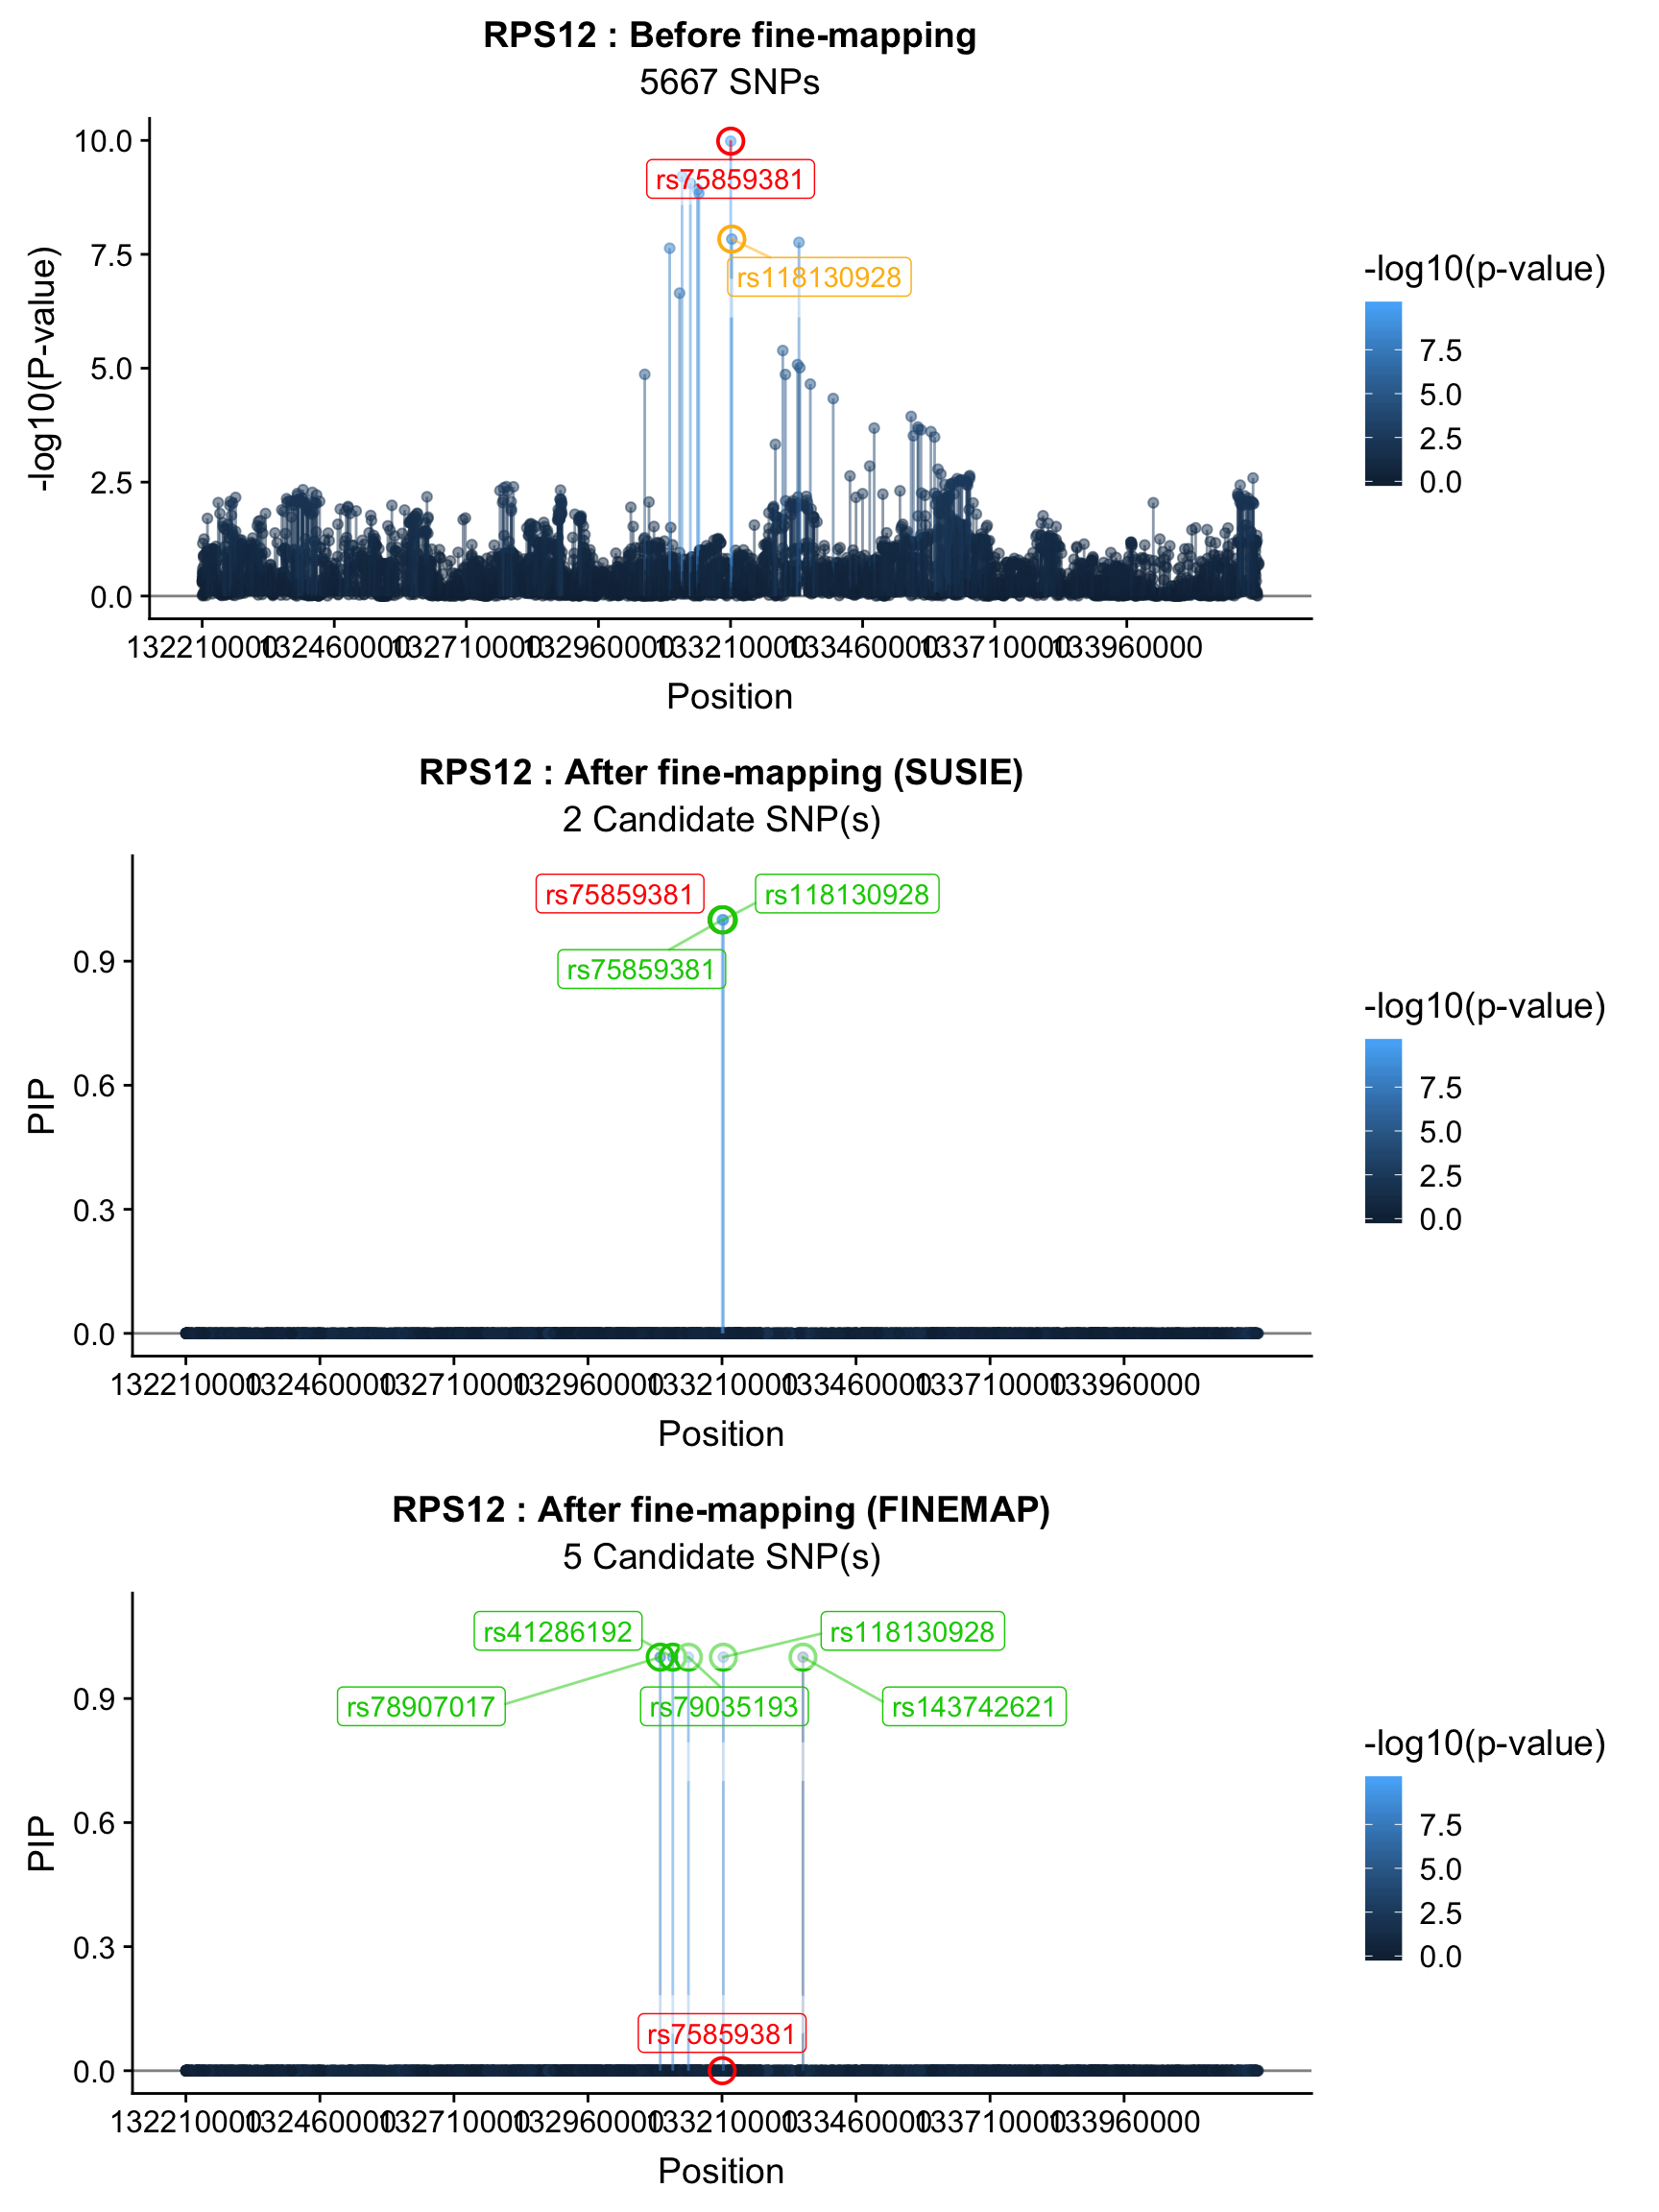 RPS12 : Before fine-mapping
5667 SNPs
-log10(P-value)
10.0
7.5
5.0
2.5
0.0
rs75859381
rs118130928
132210000 132460000 132710000 132960000 133210000 133460000 133710000 133960000
Position
-log10(p-value)
7.5
5.0
2.5
0.0
RPS12 : After fine-mapping (SUSIE)
2 Candidate SNP(s)
PIP
0.9
0.6
0.3
0.0
rs75859381
rs118130928
rs75859381
132210000 132460000 132710000 132960000 133210000 133460000 133710000 133960000
Position
-log10(p-value)
7.5
5.0
2.5
0.0
RPS12 : After fine-mapping (FINEMAP)
5 Candidate SNP(s)
PIP
0.9
0.6
0.3
0.0
rs41286192
rs118130928
rs78907017
rs79035193
rs143742621
rs75859381
132210000 132460000 132710000 132960000 133210000 133460000 133710000 133960000
Position
-log10(p-value)
7.5
5.0
2.5
0.0